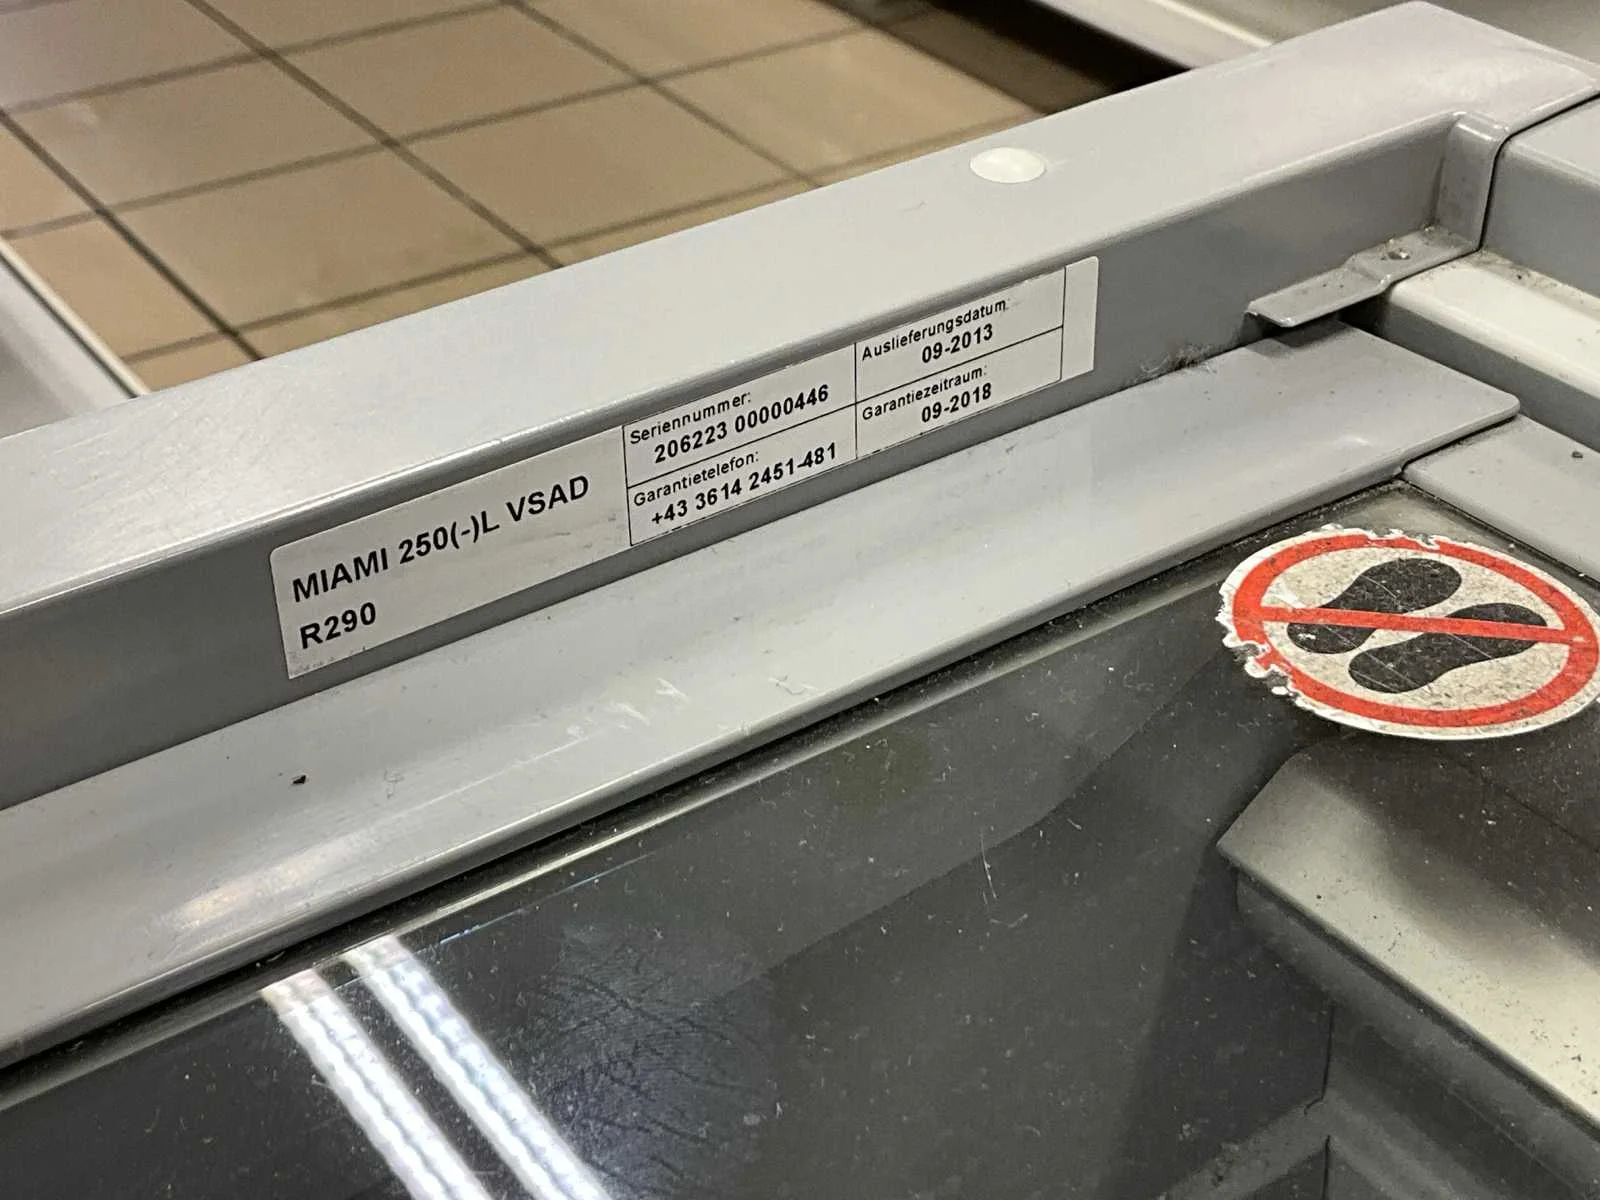 MIAMI 250(-)L VSAD
R290
Seriennummer:
206223 00000446
Garantietelefon:
+43 3614 2451-481
Auslieferungsdatum:
09-2013
Garantiezeitraum:
09-2018